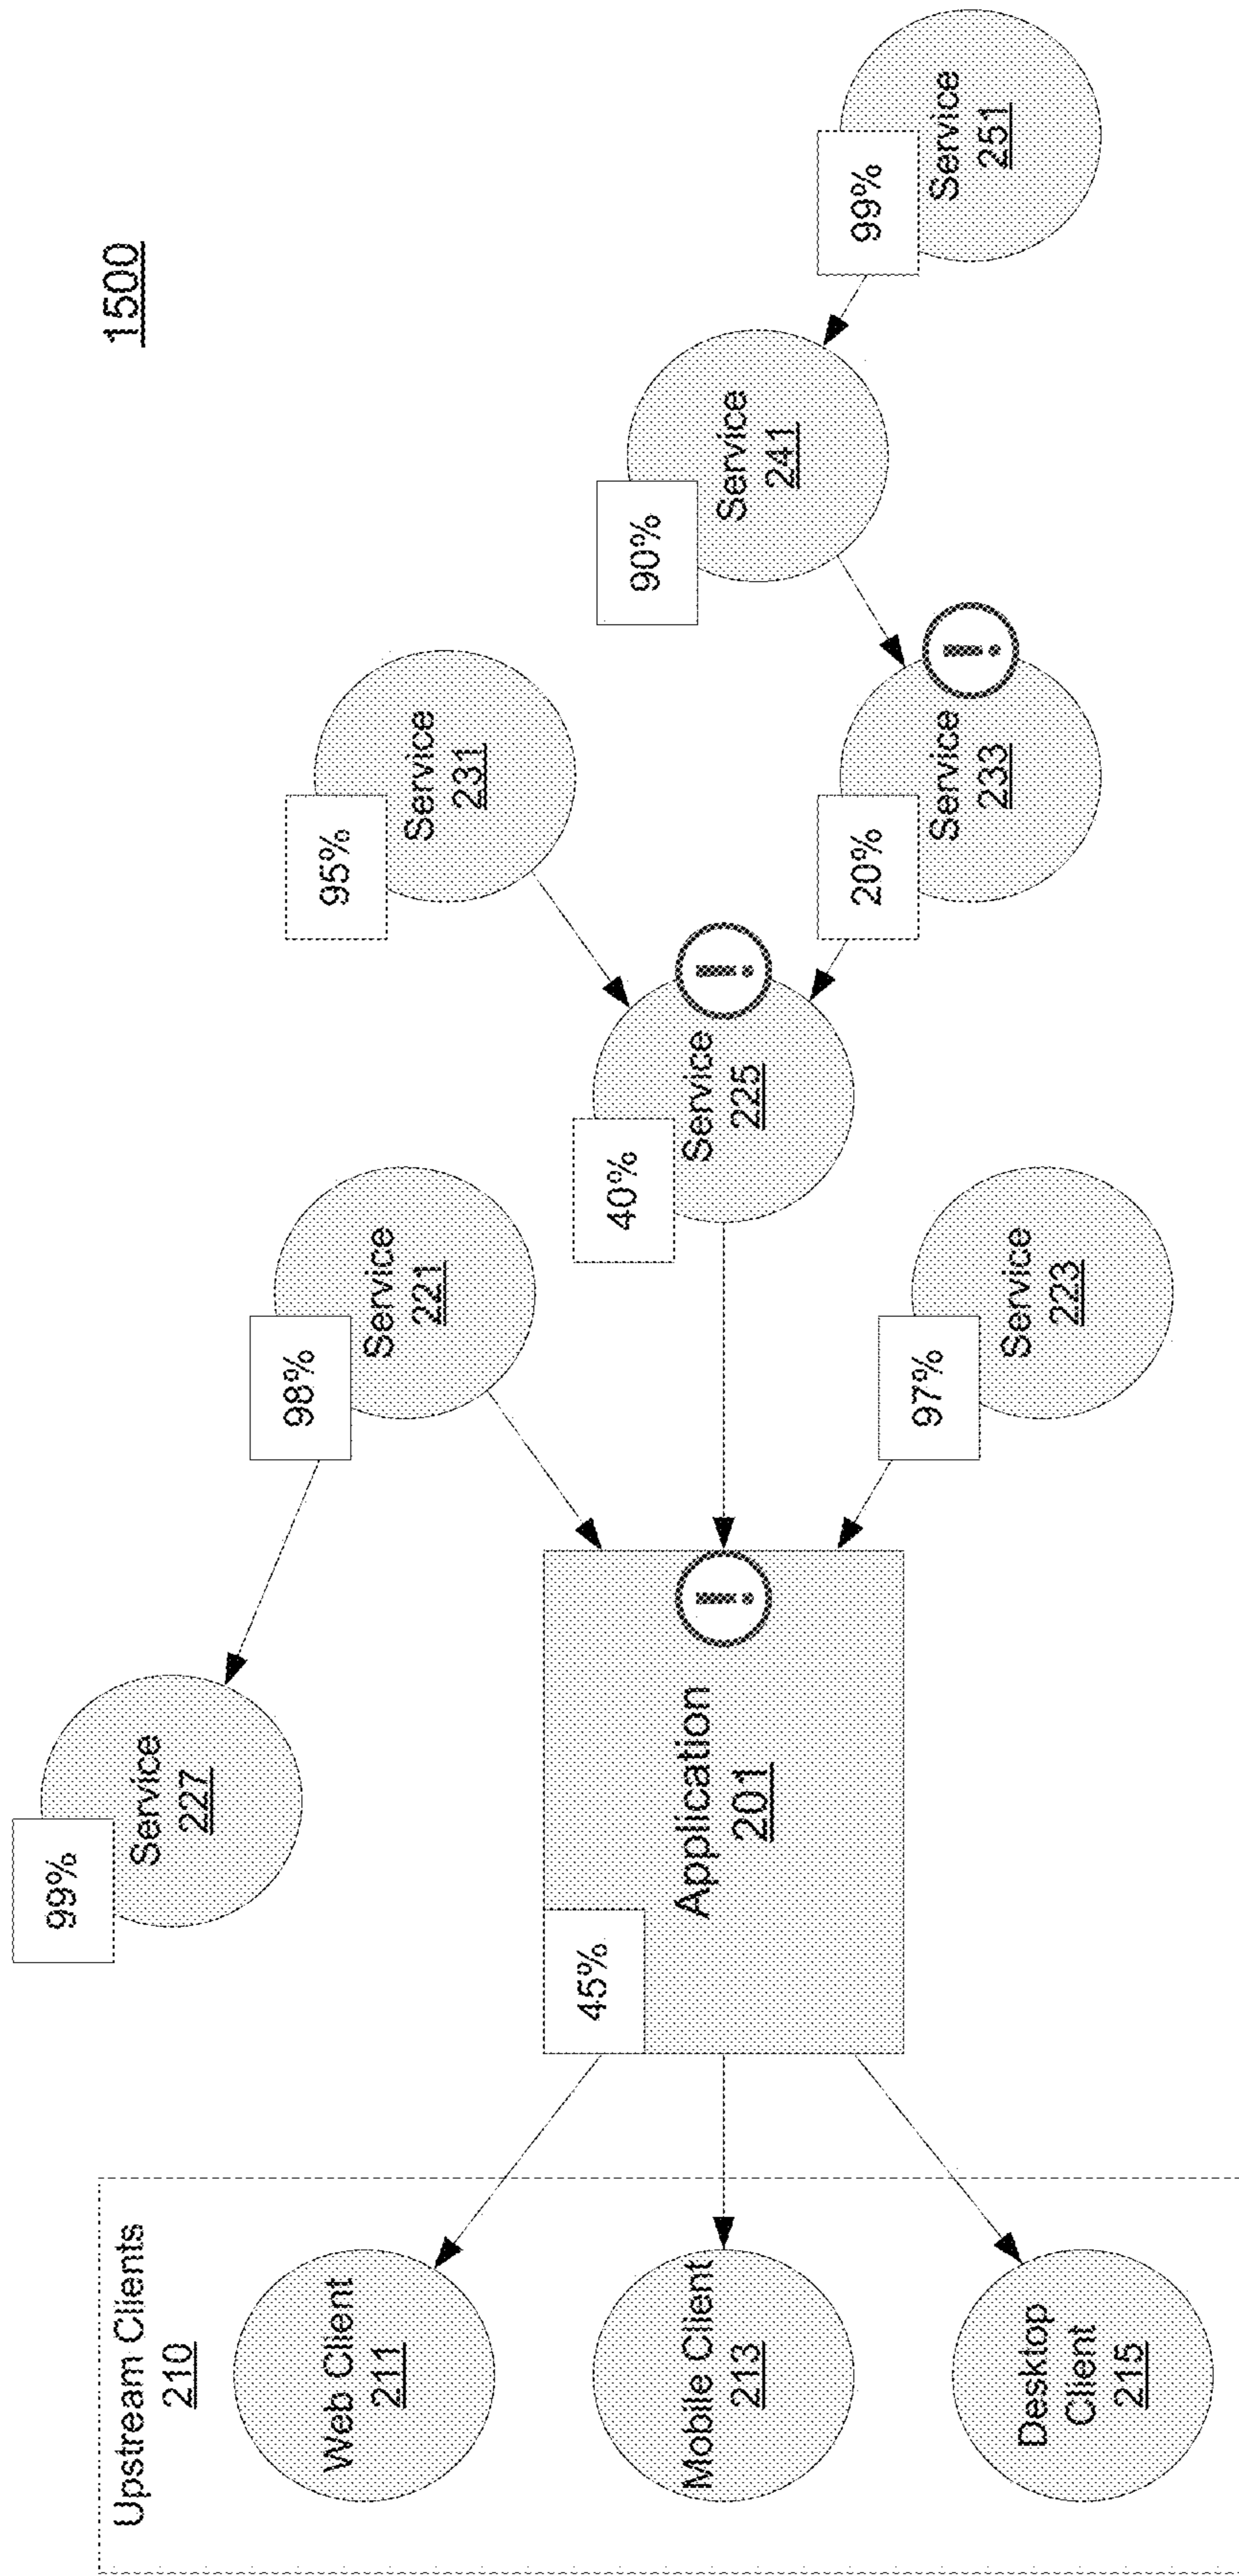 1500
Upstream Clients
210
Web Client
211
Mobile Client
213
Desktop
Client
215
45%
Application
201
!
99%
Service
227
98%
Service
221
40%
Service
225
!
97%
Service
223
95%
Service
231
20%
Service
233
!
90%
Service
241
99%
Service
251